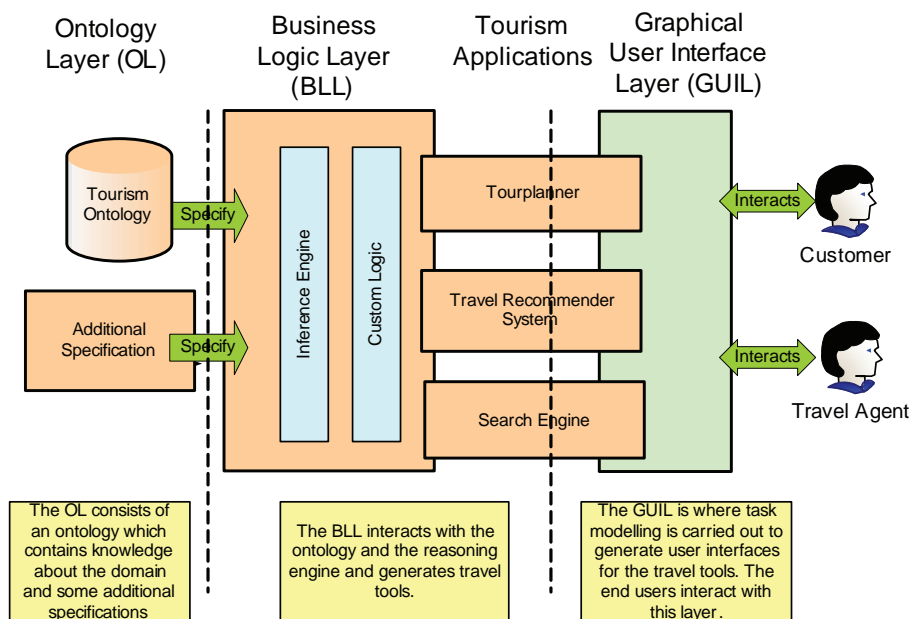 Ontology
Layer (OL)
Business
Logic Layer
(BLL)
Tourism
Applications
Graphical
User Interface
Layer (GUIL)
Tourism
Ontology
Specify
Additional
Specification
Specify
Inference Engine
Custom Logic
Tourplanner
Travel Recommender
System
Search Engine
Interacts
Customer
Interacts
Travel Agent
The OL consists of
an ontology which
contains knowledge
about the domain
and some additional
specifications
The BLL interacts with the
ontology and the reasoning
engine and generates travel
tools.
The GUIL is where task
modelling is carried out to
generate user interfaces
for the travel tools. The
end users interact with
this layer.